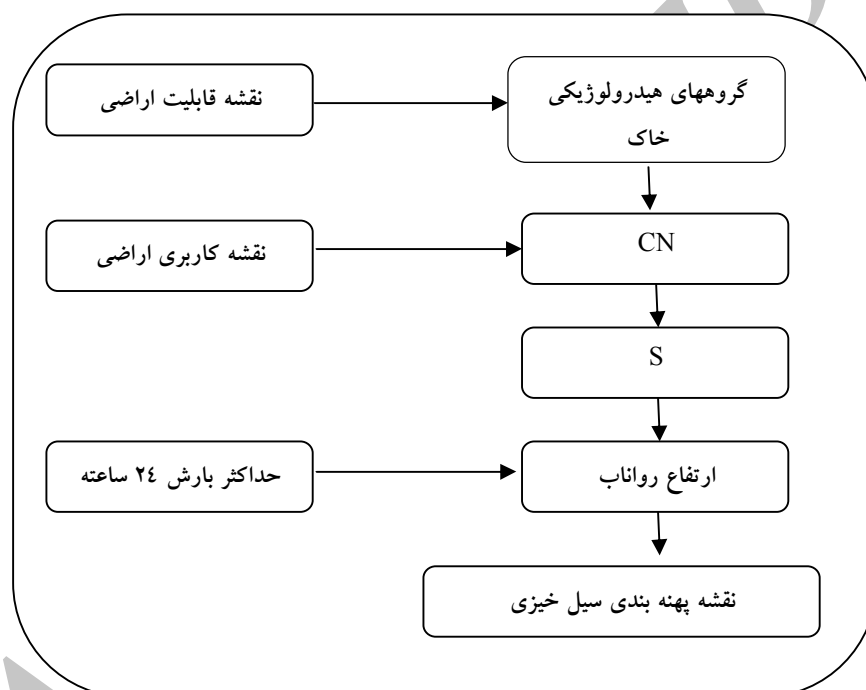 گروههای هیدرولوژیکی
خاک
نقشه قابلیت اراضی
CN
نقشه کاربری اراضی
S
ارتفاع رواناب
حداکثر بارش ٢٤ ساعته
نقشه پهنه بندی سیل خیزی